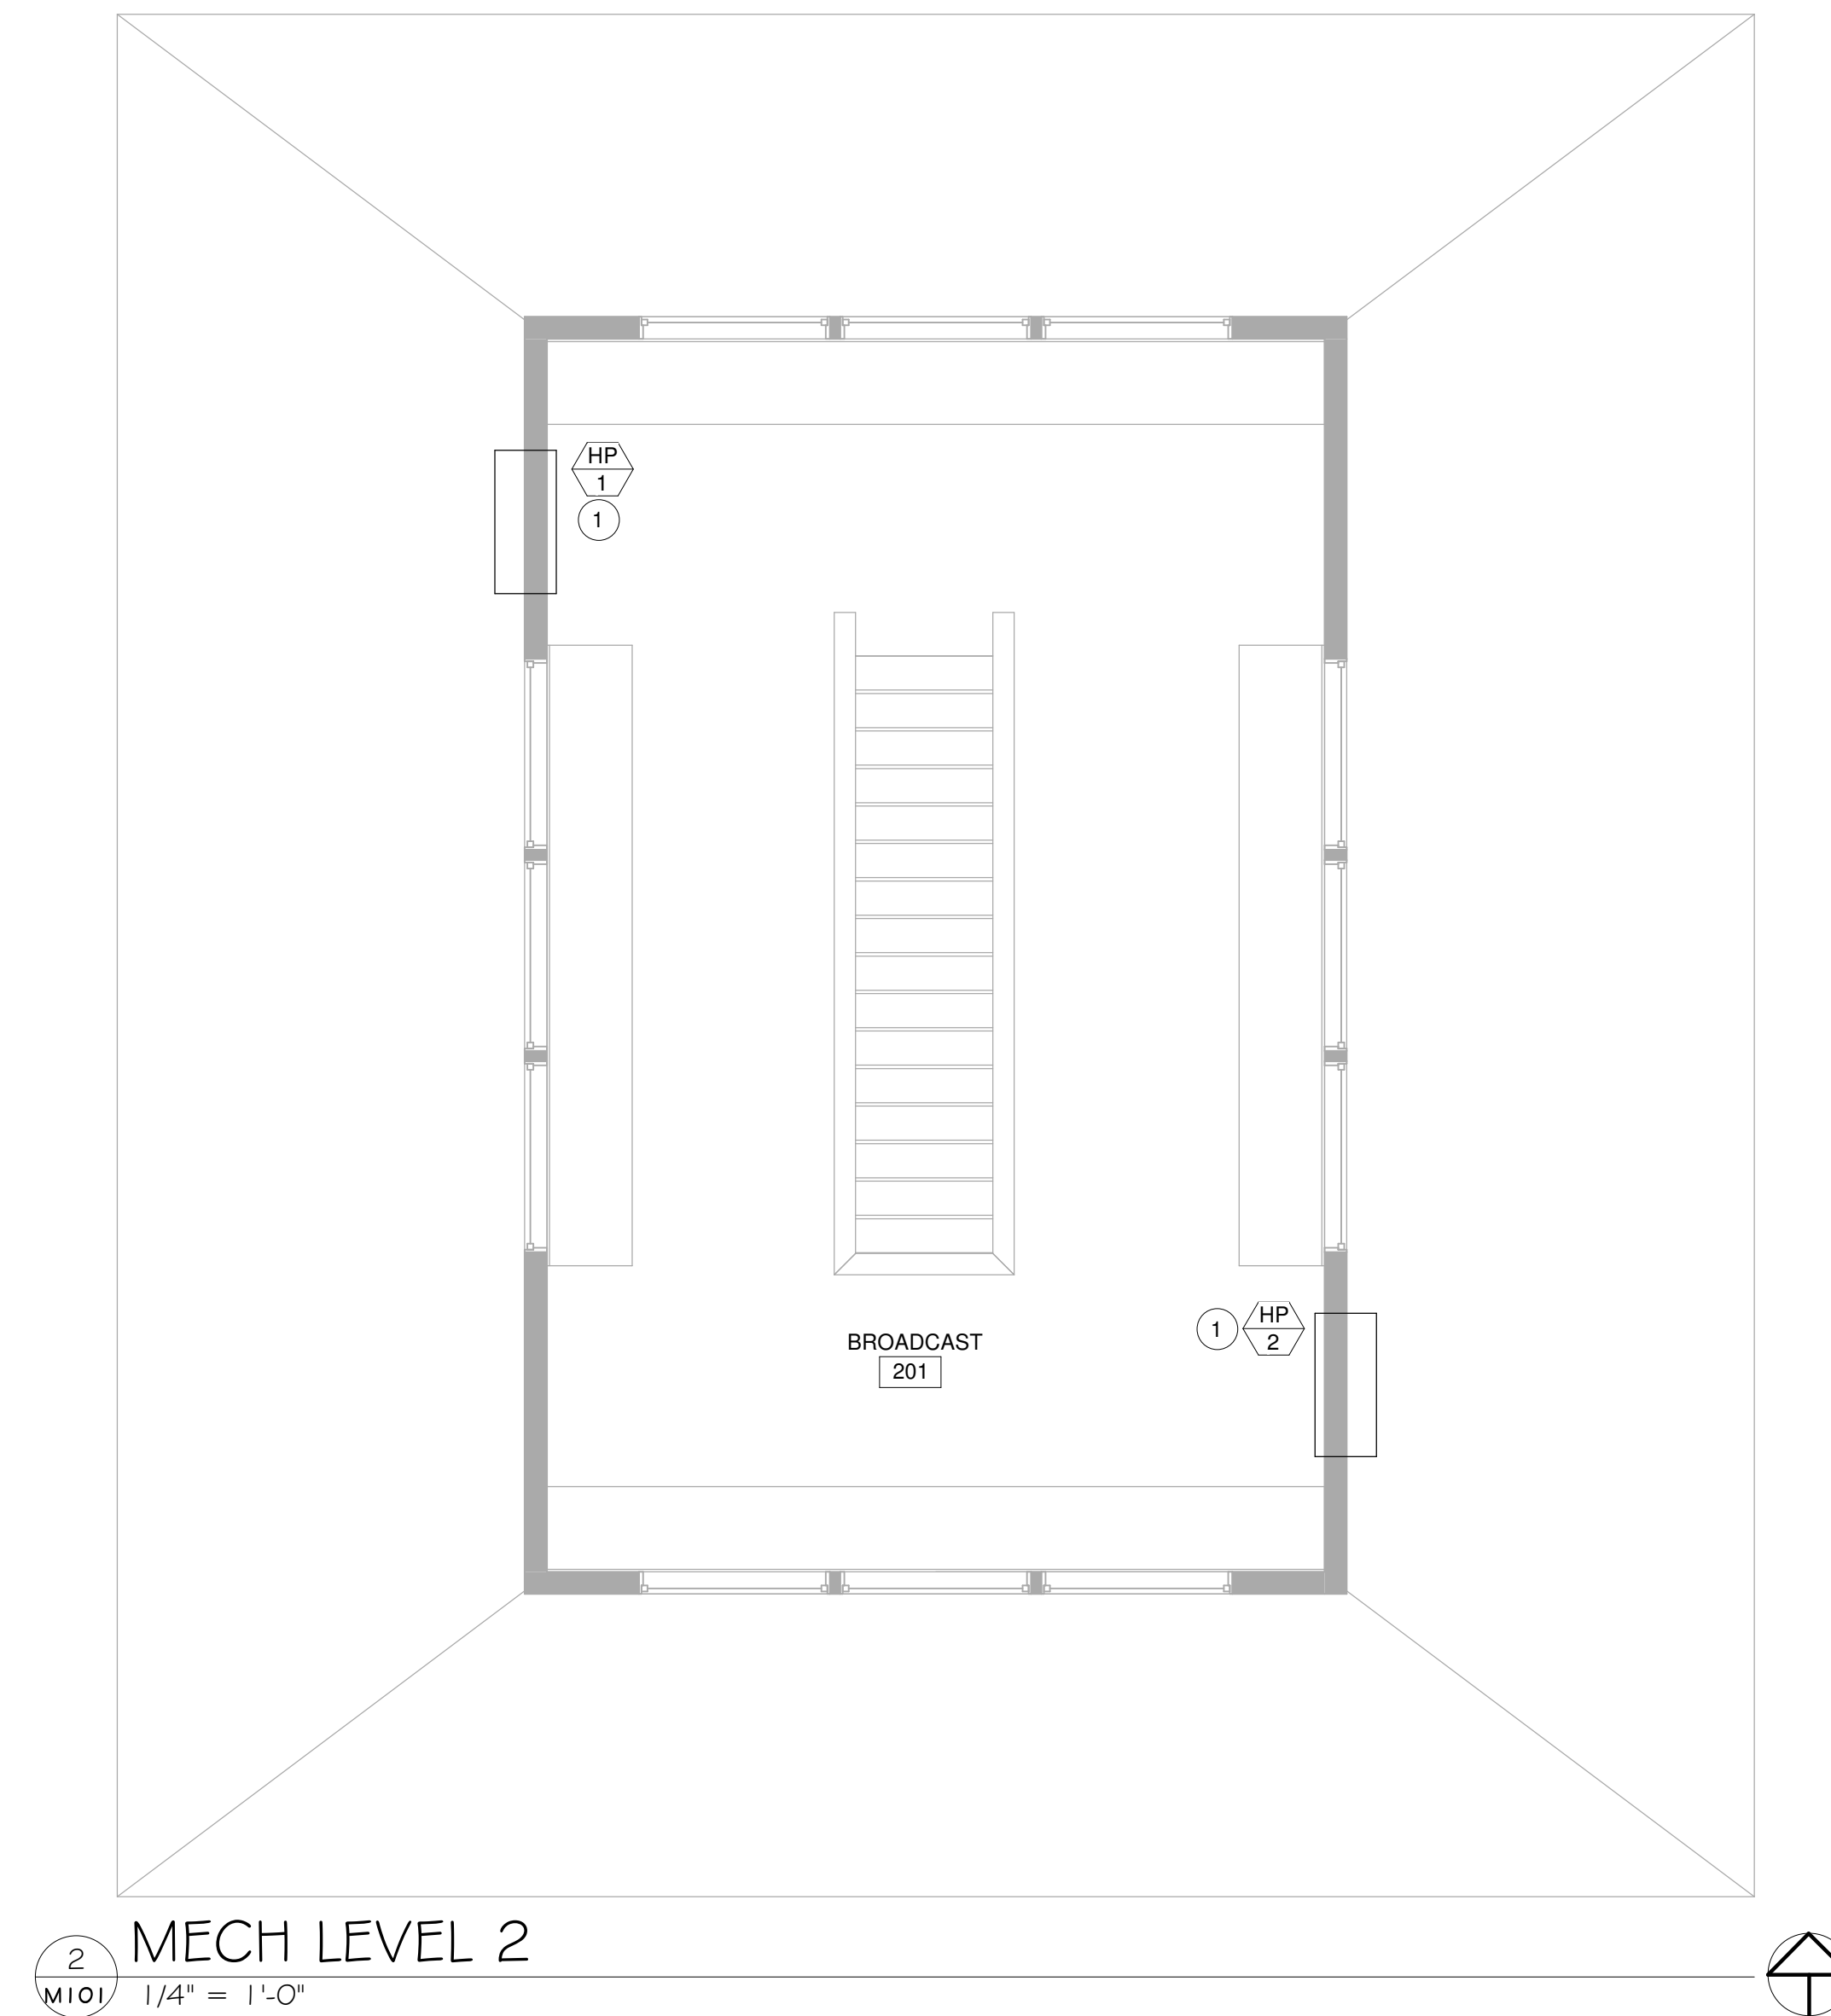 HP
1
1
BROADCAST
201
1
HP
2
2
MECH LEVEL 2
M101
1/4" = 1'-0"